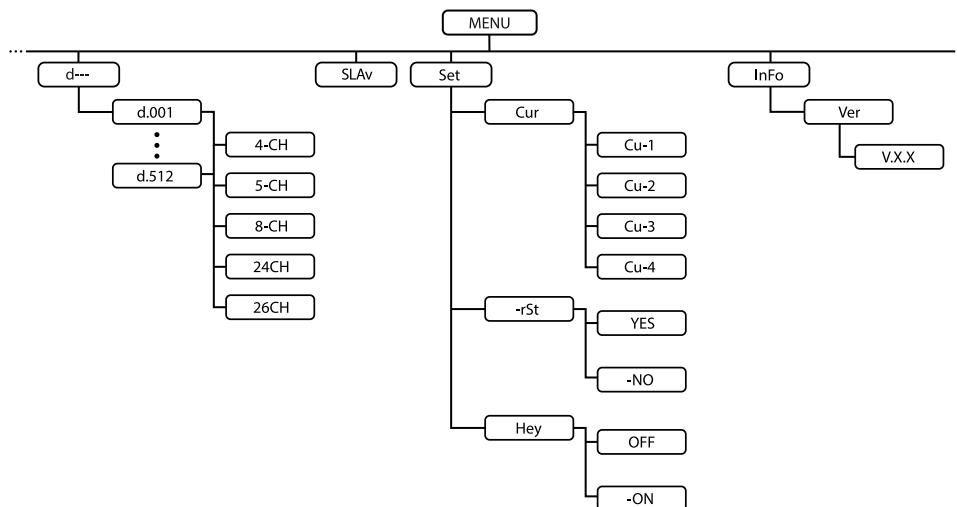 MENU
...
d---
SLAv
Set
InFo
d.001
d.512
4-CH
5-CH
8-CH
24CH
26CH
Cur
Cu-1
Cu-2
Cu-3
Cu-4
-rSt
YES
-NO
Hey
OFF
-ON
Ver
V.X.X